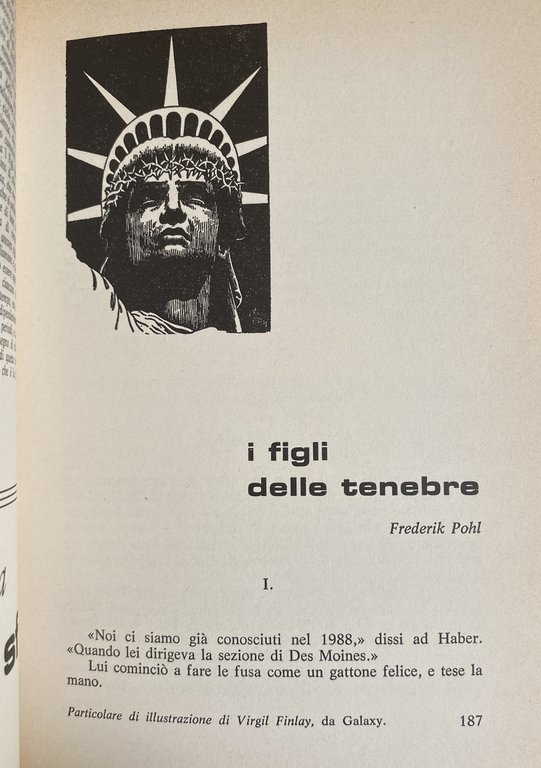 i figli
delle tenebre
Frederik Pohl
I.
«Noi ci siamo già conosciuti nel 1988,» dissi ad Haber.
«Quando lei dirigeva la sezione di Des Moines.»
Lui cominciò a fare le fusa come un gattone felice, e tese la
mano.
Particolare di illustrazione di Virgil Finlay, da Galaxy.
187